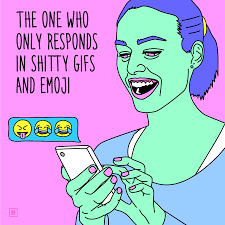 THE ONE WHO
ONLY RESPONDS
IN SHITTY GIFS
AND EMOJI